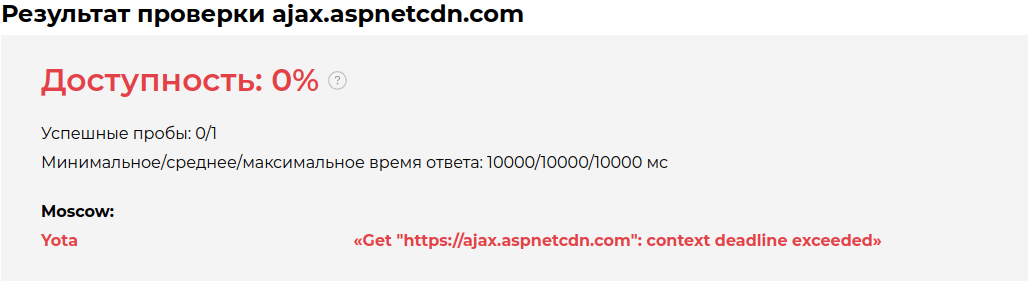 Результат проверки ajax.aspnetcdn.com
Доступность: 0% ?
Успешные пробы: 0/1
Минимальное/среднее/максимальное время ответа: 10000/10000/10000 мс
Moscow:
Yota «Get "https://ajax.aspnetcdn.com": context deadline exceeded»